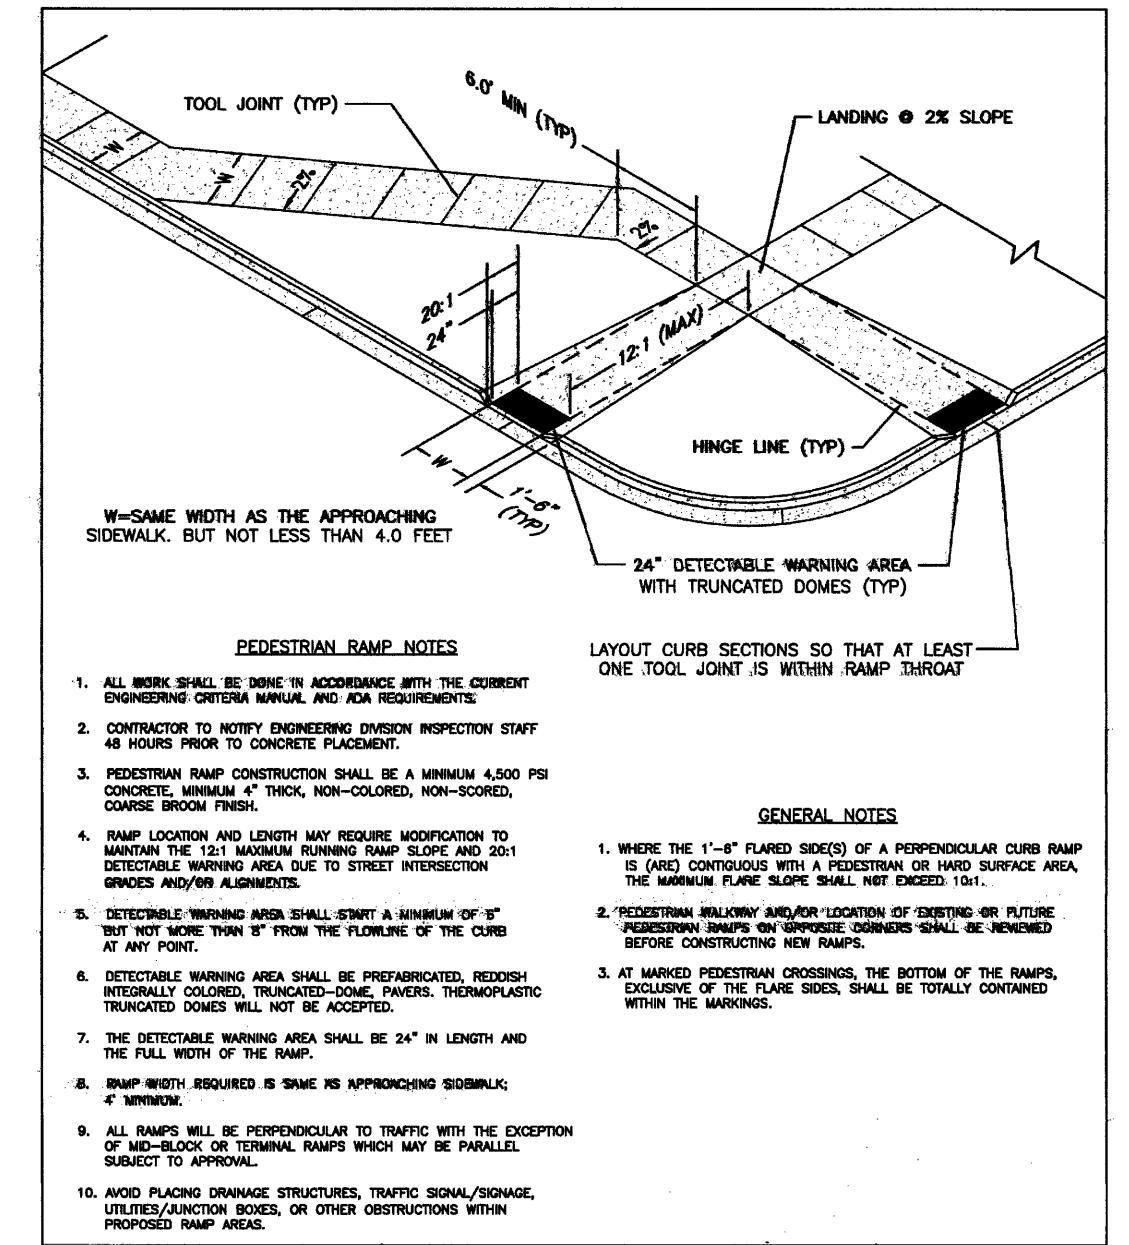 6.0' MIN (TYP)
TOOL JOINT (TYP)
LANDING @ 2% SLOPE
W
W
2%
2%
20:1
24"
12:1 (MAX)
HINGE LINE (TYP)
W
1'-6"
(TYP)
W=SAME WIDTH AS THE APPROACHING
SIDEWALK. BUT NOT LESS THAN 4.0 FEET
24" DETECTABLE WARNING AREA
WITH TRUNCATED DOMES (TYP)
LAYOUT CURB SECTIONS SO THAT AT LEAST
ONE TOOL JOINT IS WITHIN RAMP THROAT
PEDESTRIAN RAMP NOTES
1. ALL WORK SHALL BE DONE IN ACCORDANCE WITH THE CURRENT
ENGINEERING CRITERIA MANUAL AND ADA REQUIREMENTS.
2. CONTRACTOR TO NOTIFY ENGINEERING DIVISION INSPECTION STAFF
48 HOURS PRIOR TO CONCRETE PLACEMENT.
3. PEDESTRIAN RAMP CONSTRUCTION SHALL BE A MINIMUM 4,500 PSI
CONCRETE, MINIMUM 4" THICK, NON-COLORED, NON-SCORED,
COARSE BROOM FINISH.
4. RAMP LOCATION AND LENGTH MAY REQUIRE MODIFICATION TO
MAINTAIN THE 12:1 MAXIMUM RUNNING RAMP SLOPE AND 20:1
DETECTABLE WARNING AREA DUE TO STREET INTERSECTION
GRADES AND/OR ALIGNMENTS.
5. DETECTABLE WARNING AREA SHALL START A MINIMUM OF 6"
BUT NOT MORE THAN 8" FROM THE FLOWLINE OF THE CURB
AT ANY POINT.
6. DETECTABLE WARNING AREA SHALL BE PREFABRICATED, REDDISH
INTEGRALLY COLORED, TRUNCATED-DOME, PAVERS. THERMOPLASTIC
TRUNCATED DOMES WILL NOT BE ACCEPTED.
7. THE DETECTABLE WARNING AREA SHALL BE 24" IN LENGTH AND
THE FULL WIDTH OF THE RAMP.
8. RAMP WIDTH REQUIRED IS SAME AS APPROACHING SIDEWALK;
4' MINIMUM.
9. ALL RAMPS WILL BE PERPENDICULAR TO TRAFFIC WITH THE EXCEPTION
OF MID-BLOCK OR TERMINAL RAMPS WHICH MAY BE PARALLEL
SUBJECT TO APPROVAL.
10. AVOID PLACING DRAINAGE STRUCTURES, TRAFFIC SIGNAL/SIGNAGE,
UTILITIES/JUNCTION BOXES, OR OTHER OBSTRUCTIONS WITHIN
PROPOSED RAMP AREAS.
GENERAL NOTES
1. WHERE THE 1'-6" FLARED SIDE(S) OF A PERPENDICULAR CURB RAMP
IS (ARE) CONTIGUOUS WITH A PEDESTRIAN OR HARD SURFACE AREA,
THE MAXIMUM FLARE SLOPE SHALL NOT EXCEED 10:1.
2. PEDESTRIAN WALKWAY AND/OR LOCATION OF EXISTING OR FUTURE
PEDESTRIAN RAMPS ON OPPOSITE CORNERS SHALL BE REVIEWED
BEFORE CONSTRUCTING NEW RAMPS.
3. AT MARKED PEDESTRIAN CROSSINGS, THE BOTTOM OF THE RAMPS,
EXCLUSIVE OF THE FLARE SIDES, SHALL BE TOTALLY CONTAINED
WITHIN THE MARKINGS.